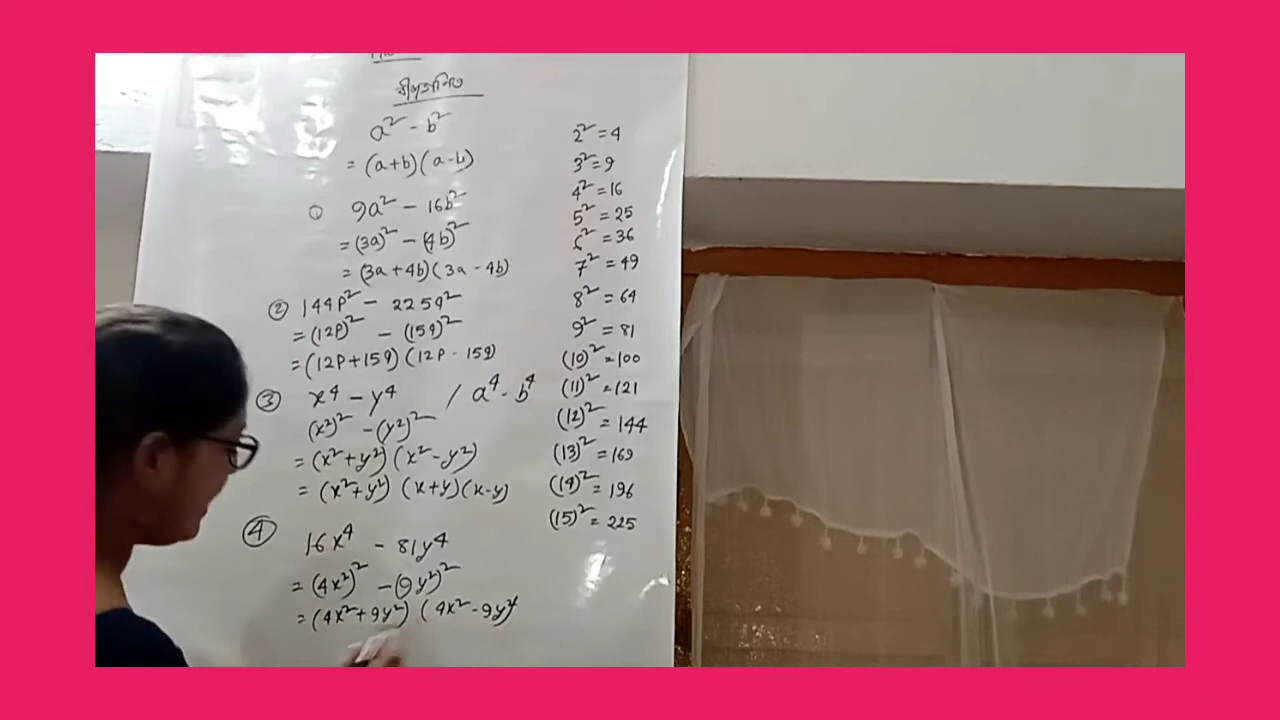 বীজগনিত
a² - b²
= (a+b)(a-b)
① 9a² - 16b²
= (3a)² - (4b)²
= (3a+4b)(3a-4b)
② 144p² - 225q²
= (12p)² - (15q)²
= (12p+15q)(12p-15q)
③ x⁴ - y⁴ / a⁴ - b⁴
(x²)² - (y²)²
= (x²+y²)(x²-y²)
= (x²+y²)(x+y)(x-y)
④ 16x⁴ - 81y⁴
= (4x²)² - (9y²)²
= (4x²+9y²)(4x²-9y²
2² = 4
3² = 9
4² = 16
5² = 25
6² = 36
7² = 49
8² = 64
9² = 81
(10)² = 100
(11)² = 121
(12)² = 144
(13)² = 169
(14)² = 196
(15)² = 225